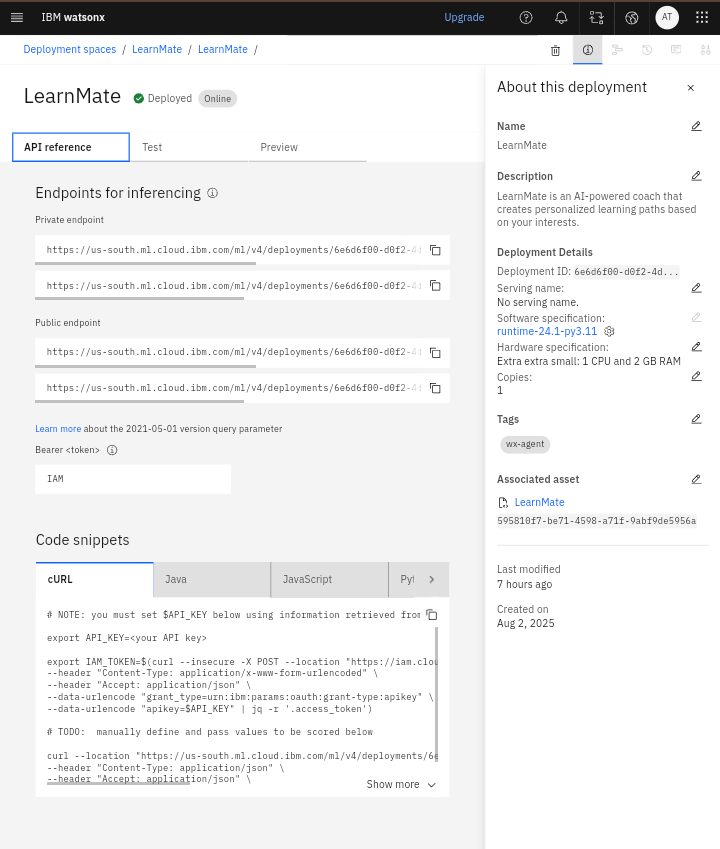 IBM watsonx
Upgrade
AT
Deployment spaces / LearnMate / LearnMate /
LearnMate
Deployed
Online
API reference
Test
Preview
Endpoints for inferencing
Private endpoint
https://us-south.ml.cloud.ibm.com/ml/v4/deployments/6e6d6f00-d0f2-4d
https://us-south.ml.cloud.ibm.com/ml/v4/deployments/6e6d6f00-d0f2-4d
Public endpoint
https://us-south.ml.cloud.ibm.com/ml/v4/deployments/6e6d6f00-d0f2-4d
https://us-south.ml.cloud.ibm.com/ml/v4/deployments/6e6d6f00-d0f2-4d
Learn more about the 2021-05-01 version query parameter
Bearer <token>
IAM
Code snippets
cURL
Java
JavaScript
Pyt
# NOTE: you must set $API_KEY below using information retrieved from
export API_KEY=<your API key>
export IAM_TOKEN=$(curl --insecure -X POST --location "https://iam.clou
--header "Content-Type: application/x-www-form-urlencoded" \
--header "Accept: application/json" \
--data-urlencode "grant_type=urn:ibm:params:oauth:grant-type:apikey" \
--data-urlencode "apikey=$API_KEY" | jq -r '.access_token')
# TODO:  manually define and pass values to be scored below
curl --location "https://us-south.ml.cloud.ibm.com/ml/v4/deployments/6e
--header "Content-Type: application/json" \
--header "Accept: application/json" \
Show more
About this deployment
Name
LearnMate
Description
LearnMate is an AI-powered coach that
creates personalized learning paths based
on your interests.
Deployment Details
Deployment ID: 6e6d6f00-d0f2-4d...
Serving name:
No serving name.
Software specification:
runtime-24.1-py3.11
Hardware specification:
Extra extra small: 1 CPU and 2 GB RAM
Copies:
1
Tags
wx-agent
Associated asset
LearnMate
595810f7-be71-4598-a71f-9abf9de5956a
Last modified
7 hours ago
Created on
Aug 2, 2025